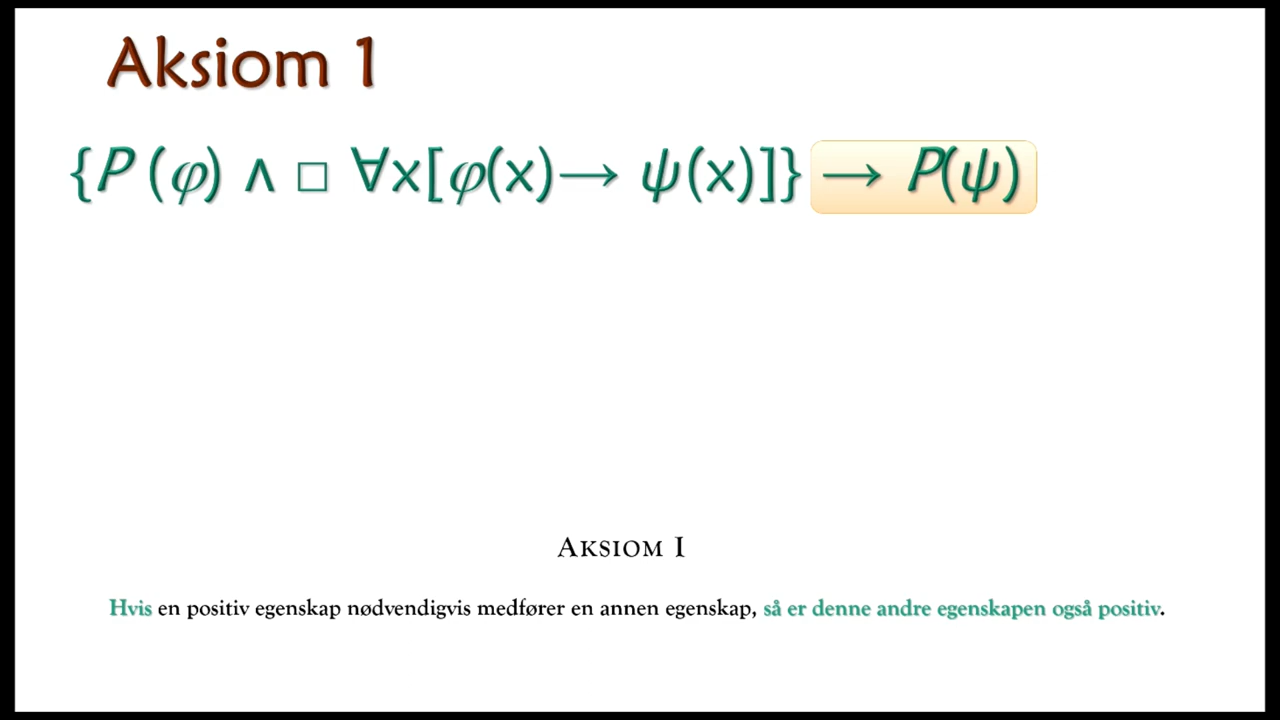 Aksiom 1
{P (φ) ∧ □ ∀x[φ(x)→ ψ(x)]} → P(ψ)
Aksiom I
Hvis en positiv egenskap nødvendigvis medfører en annen egenskap, så er denne andre egenskapen også positiv.